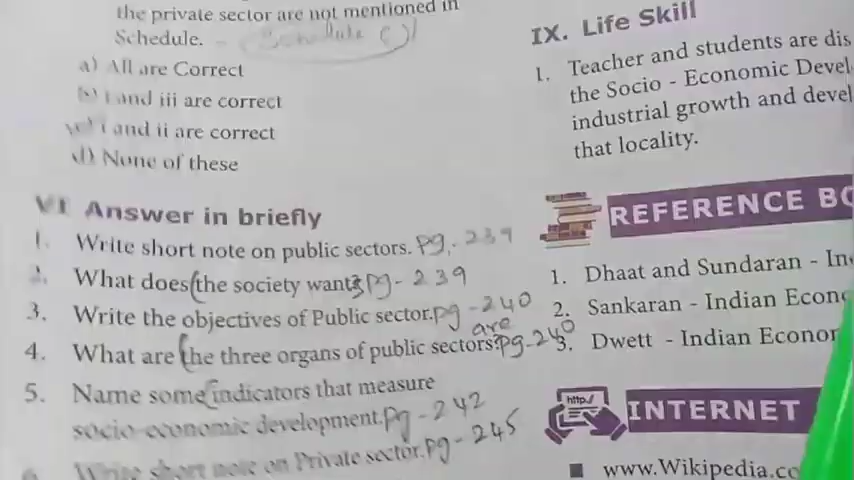 the private sector are not mentioned in
Schedule. - Schedule C
a) All are Correct
b) i and iii are correct
c) i and ii are correct
d) None of these
VI Answer in briefly
1. Write short note on public sectors. pg - 239
2. What does the society wants pg - 239
3. Write the objectives of Public sector. pg - 240
are
4. What are the three organs of public sectors? pg - 240
5. Name some indicators that measure
socio-economic development. pg - 242
6. Write short note on Private sector. pg - 245
IX. Life Skill
1. Teacher and students are dis
the Socio - Economic Devel
industrial growth and devel
that locality.
REFERENCE BO
1. Dhaat and Sundaran - In
2. Sankaran - Indian Econo
3. Dwett - Indian Econor
http:/
INTERNET
www.Wikipedia.co